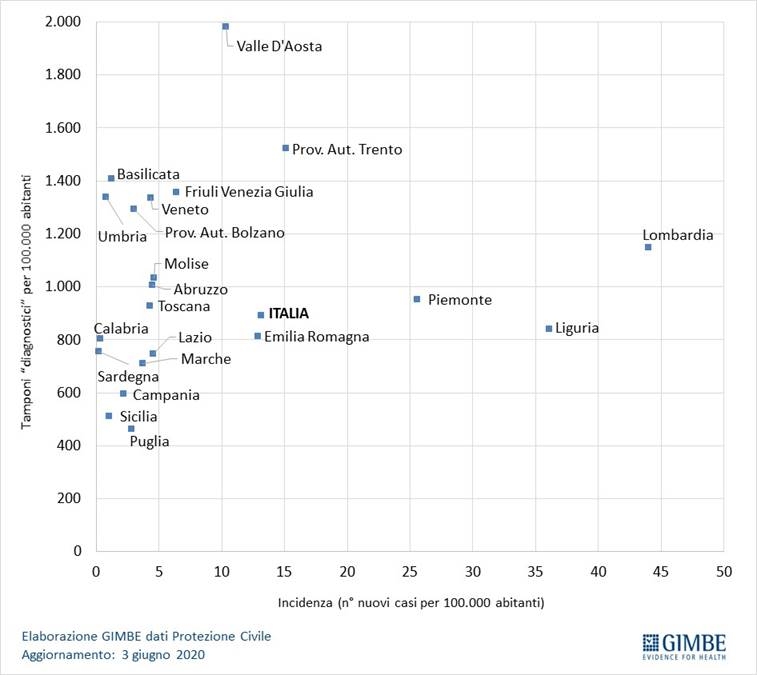 2.000
Valle D'Aosta
1.800
1.600
Prov. Aut. Trento
Basilicata
1.400
Friuli Venezia Giulia
Veneto
Umbria
Prov. Aut. Bolzano
1.200
Lombardia
Molise
1.000
Abruzzo
Piemonte
Toscana
ITALIA
Calabria
Liguria
800
Lazio
Emilia Romagna
Marche
Sardegna
600
Campania
Sicilia
400
Puglia
200
0
Tamponi “diagnostici” per 100.000 abitanti
0 5 10 15 20 25 30 35 40 45 50
Incidenza (n° nuovi casi per 100.000 abitanti)
Elaborazione GIMBE dati Protezione Civile
Aggiornamento: 3 giugno 2020
GIMBE
EVIDENCE FOR HEALTH